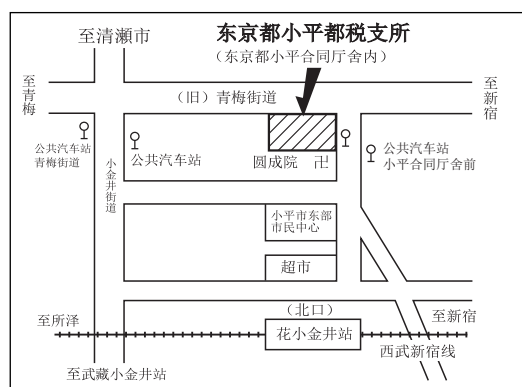 至清瀬市
东京都小平都税支所
（东京都小平合同厅舍内）
至青梅
（旧）青梅街道
至新宿
公共汽车站
青梅街道
小金井街道
公共汽车站
圆成院 卍
公共汽车站
小平合同厅舍前
小平市东部
市民中心
超市
（北口）
至所泽
花小金井站
至新宿
西武新宿线
至武藏小金井站